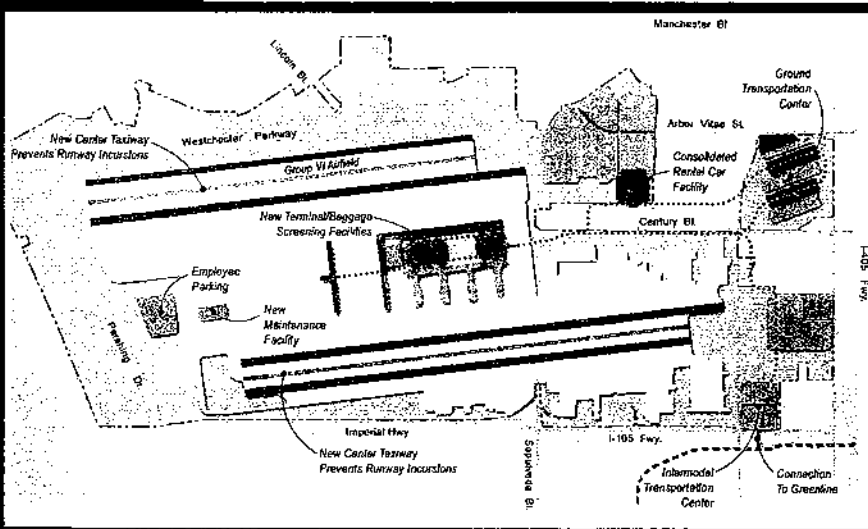 Manchester Bl
Lincoln Bl.
Ground
Transportation
Center
New Center Taxiway
Prevents Runway Incursions
Westchester Parkway
Arbor Vitae St.
Group VI Airfield
Consolidated
Rental Car
Facility
New Terminal/Baggage
Screening Facilities
Century Bl.
I-405 Fwy.
Employee
Parking
New
Maintenance
Facility
Pershing Dr.
Imperial Hwy
I-105 Fwy.
New Center Taxiway
Prevents Runway Incursions
Sepulveda Bl.
Intermodal
Transportation
Center
Connection
To Greenline